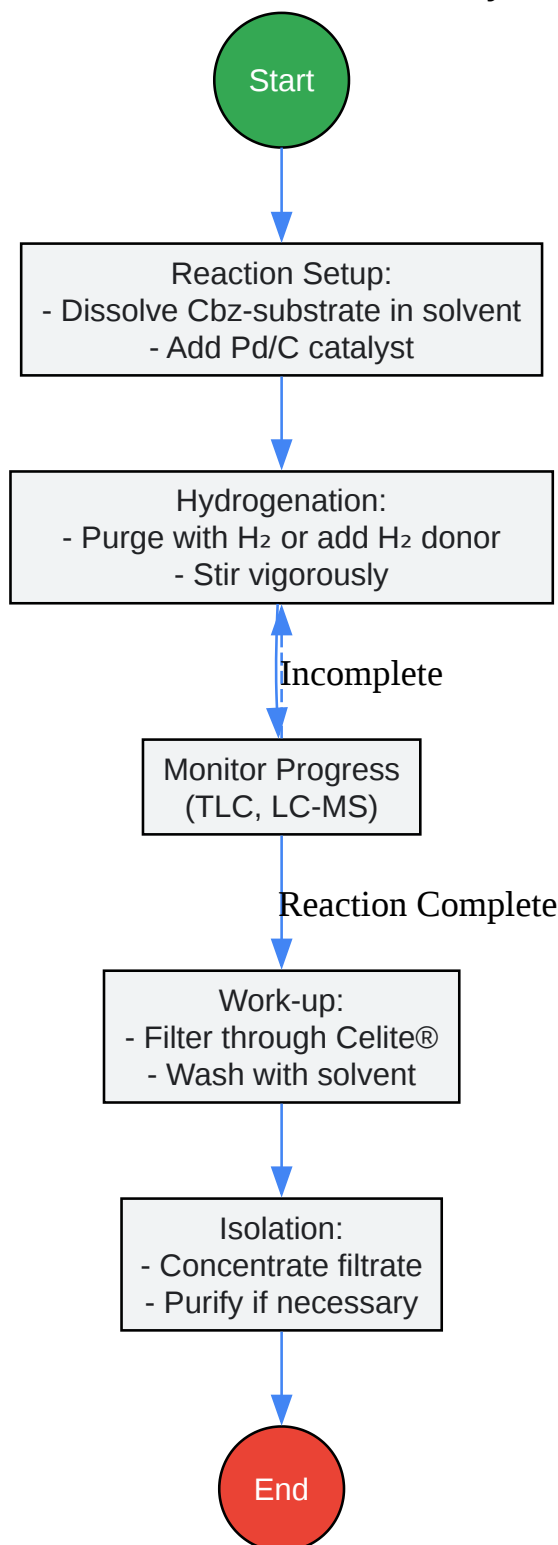 Start
Reaction Setup:
- Dissolve Cbz-substrate in solvent
- Add Pd/C catalyst
Hydrogenation:
- Purge with H₂ or add H₂ donor
- Stir vigorously
Incomplete
Monitor Progress
(TLC, LC-MS)
Reaction Complete
Work-up:
- Filter through Celite®
- Wash with solvent
Isolation:
- Concentrate filtrate
- Purify if necessary
End